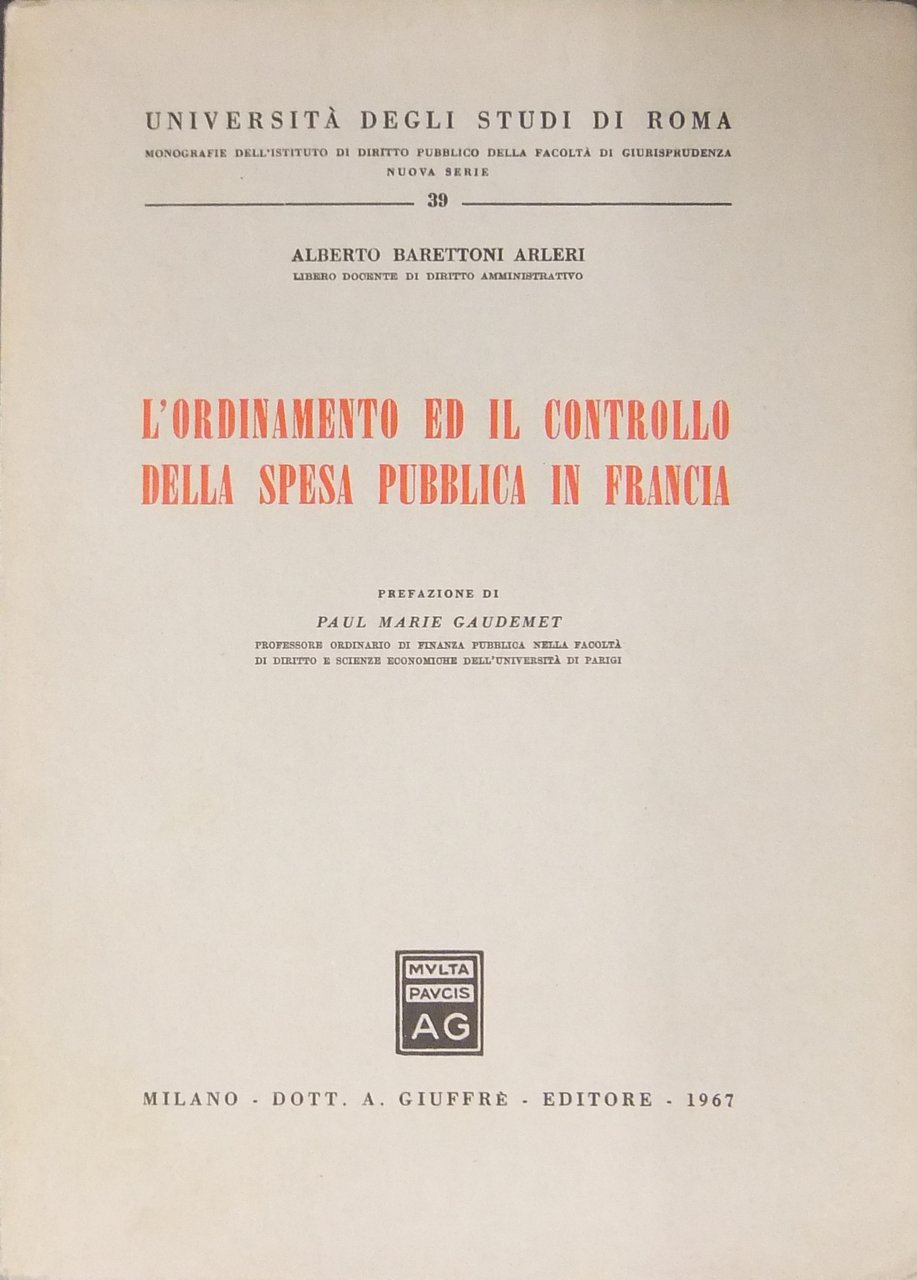 UNIVERSITÀ DEGLI STUDI DI ROMA
MONOGRAFIE DELL'ISTITUTO DI DIRITTO PUBBLICO DELLA FACOLTÀ DI GIURISPRUDENZA
NUOVA SERIE
39
ALBERTO BARETTONI ARLERI
LIBERO DOCENTE DI DIRITTO AMMINISTRATIVO
L'ORDINAMENTO ED IL CONTROLLO
DELLA SPESA PUBBLICA IN FRANCIA
PREFAZIONE DI
PAUL MARIE GAUDEMET
PROFESSORE ORDINARIO DI FINANZA PUBBLICA NELLA FACOLTÀ
DI DIRITTO E SCIENZE ECONOMICHE DELL'UNIVERSITÀ DI PARIGI
MVLTA
PAVCIS
AG
MILANO - DOTT. A. GIUFFRÈ - EDITORE - 1967